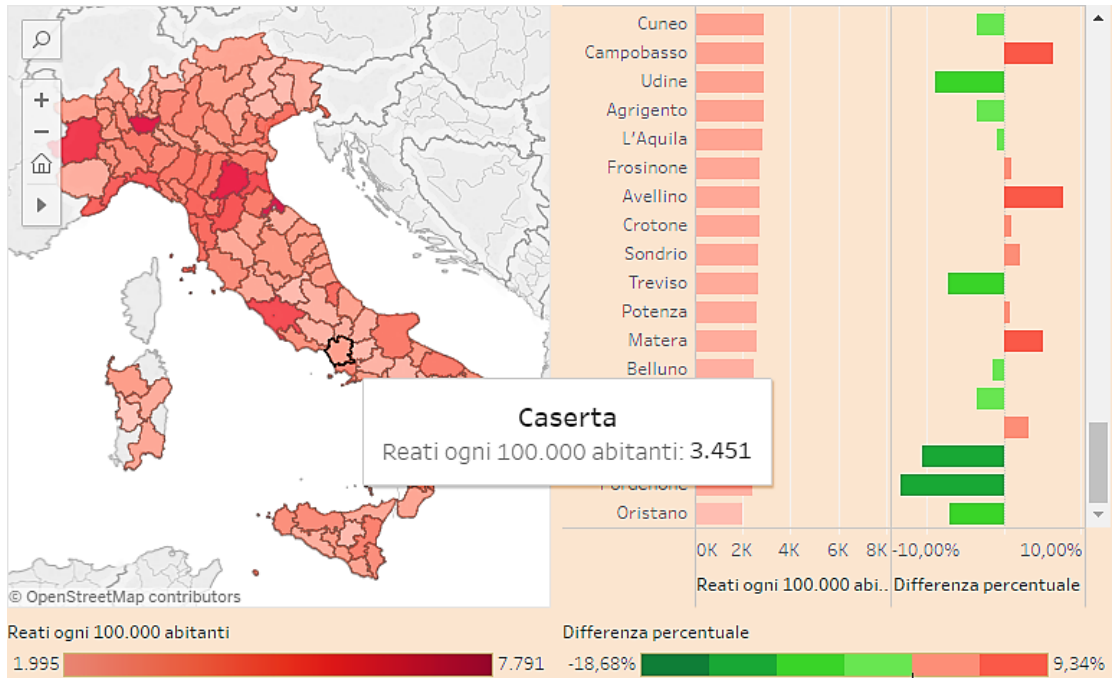 Cuneo
Campobasso
Udine
Agrigento
L'Aquila
Frosinone
Avellino
Crotone
Sondrio
Treviso
Potenza
Matera
Belluno
Caserta
Reati ogni 100.000 abitanti: 3.451
Pordenone
Oristano
0K 2K 4K 6K 8K -10,00% 10,00%
Reati ogni 100.000 abi.. Differenza percentuale
© OpenStreetMap contributors
Reati ogni 100.000 abitanti
1.995 7.791
Differenza percentuale
-18,68% 9,34%